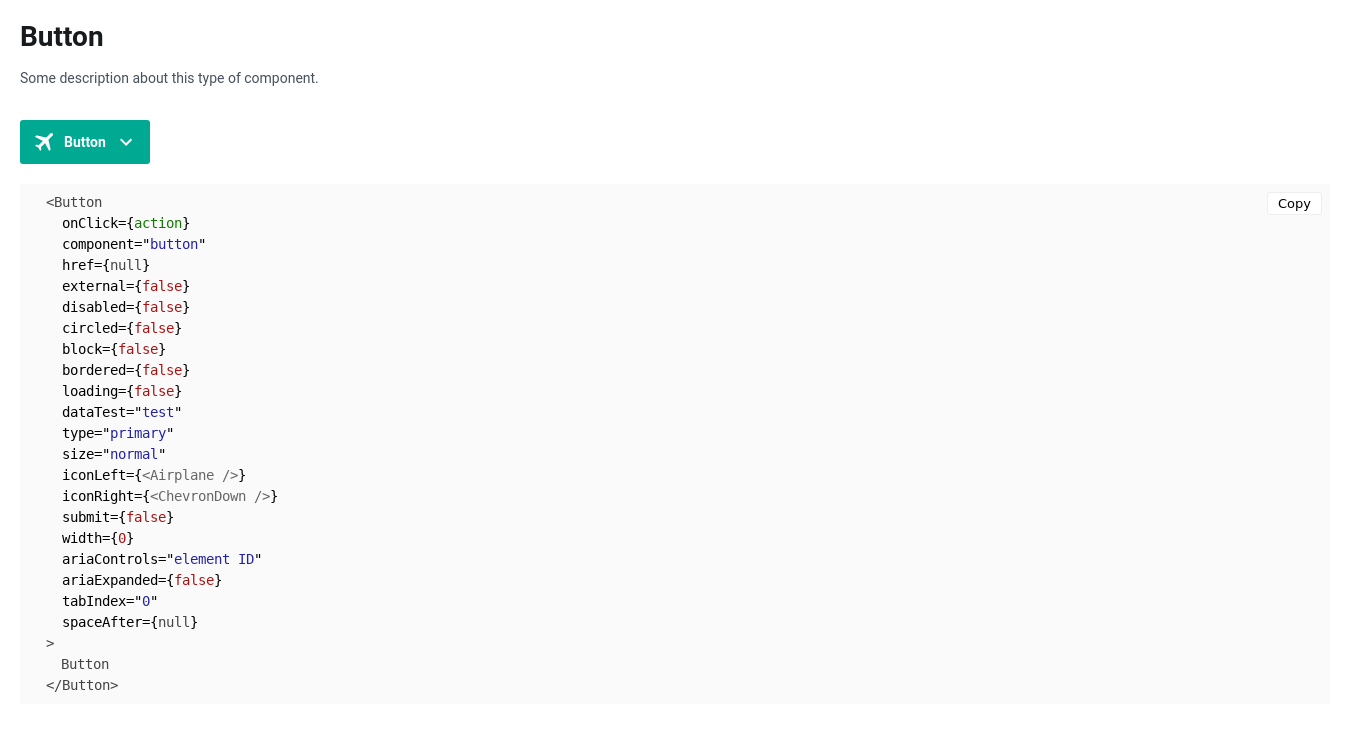 Button
Some description about this type of component.
Button
Copy
<Button
onClick={action}
component="button"
href={null}
external={false}
disabled={false}
circled={false}
block={false}
bordered={false}
loading={false}
dataTest="test"
type="primary"
size="normal"
iconLeft={<Airplane />}
iconRight={<ChevronDown />}
submit={false}
width={0}
ariaControls="element ID"
ariaExpanded={false}
tabIndex="0"
spaceAfter={null}
>
Button
</Button>